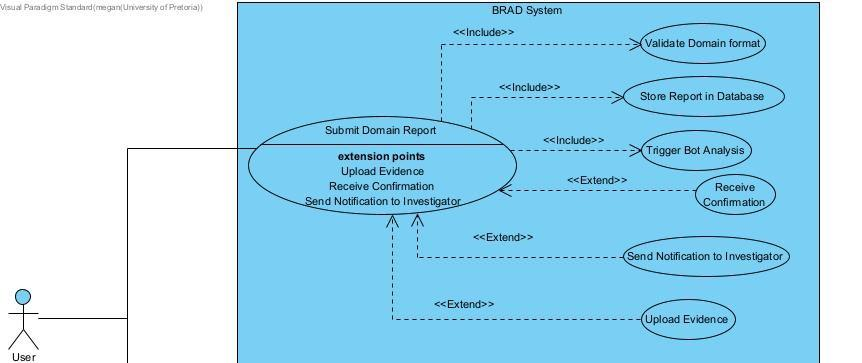 Visual Paradigm Standard(megan(University of Pretoria))
BRAD System
<<Include>>
Validate Domain format
<<Include>>
Store Report in Database
Submit Domain Report
<<Include>>
Trigger Bot Analysis
extension points
Upload Evidence
Receive Confirmation
Send Notification to Investigator
<<Extend>>
Receive
Confirmation
<<Extend>>
Send Notification to Investigator
<<Extend>>
Upload Evidence
User